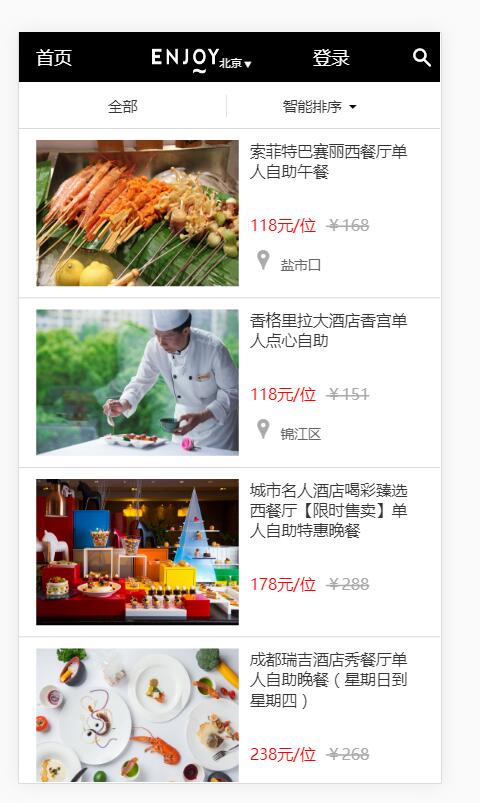 首页 ENJOY 北京▼ 登录
全部 智能排序
索菲特巴赛丽西餐厅单
人自助午餐
118元/位 ￥168
盐市口
香格里拉大酒店香宫单
人点心自助
118元/位 ￥151
锦江区
城市名人酒店喝彩臻选
西餐厅【限时售卖】单
人自助特惠晚餐
178元/位 ￥288
成都瑞吉酒店秀餐厅单
人自助晚餐（星期日到
星期四）
238元/位 ￥268